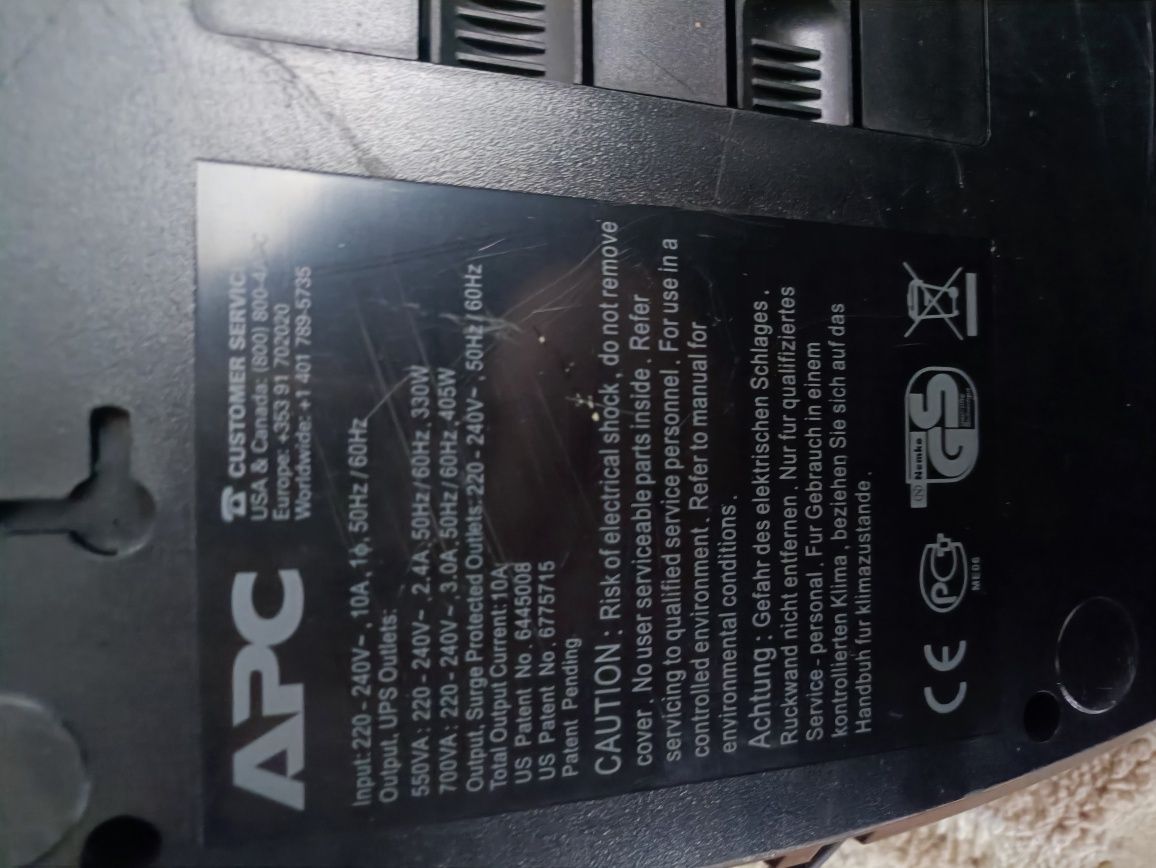 APC
CUSTOMER SERVIC
USA & Canada: (800) 800-4
Europe: +353 91 702020
Worldwide: +1 401 789-5735
Input: 220 - 240V~ , 10A, 1ϕ, 50Hz / 60Hz
Output, UPS Outlets:
550VA : 220 - 240V~ , 2.4A, 50Hz / 60Hz, 330W
700VA : 220 - 240V~ , 3.0A, 50Hz / 60Hz, 405W
Output, Surge Protected Outlets: 220 - 240V~ , 50Hz / 60Hz
Total Output Current: 10A
US Patent No . 6445008
US Patent No . 6775715
Patent Pending
CAUTION : Risk of electrical shock , do not remove
cover . No user serviceable parts inside . Refer
servicing to qualified service personnel . For use in a
controlled environment . Refer to manual for
environmental conditions .
Achtung : Gefahr des elektrischen Schlages .
Ruckwand nicht entfernen . Nur fur qualifiziertes
Service - personal . Fur Gebrauch in einem
kontrolliierten Klima , beziehen Sie sich auf das
Handbuh fur klimazustande .
CE
PC
ME06
N Nemko
GS